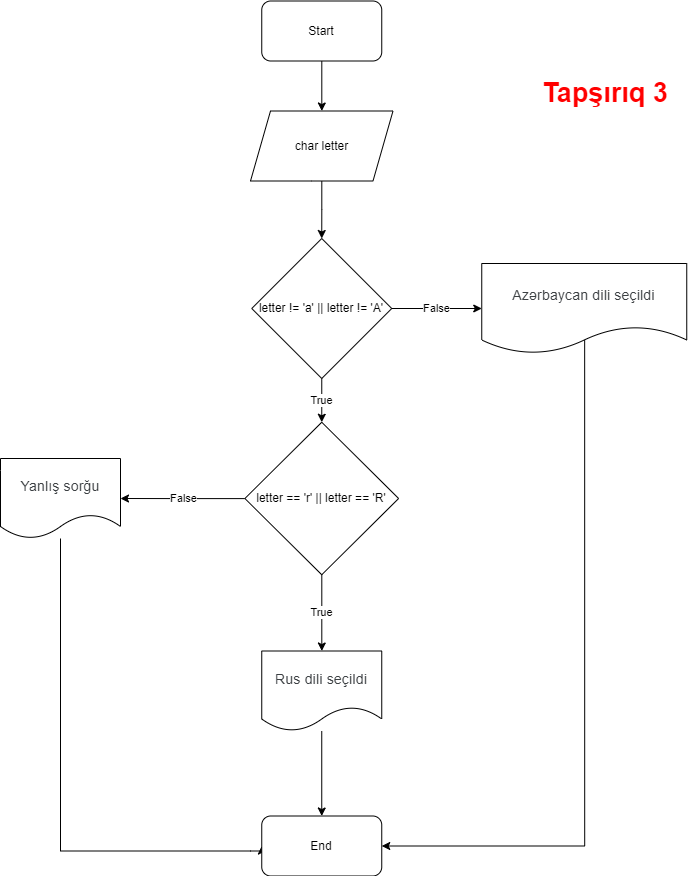 Start
Tapşırıq 3
char letter
letter != 'a' || letter != 'A'
False
Azərbaycan dili seçildi
True
Yanlış sorğu
False
letter == 'r' || letter == 'R'
True
Rus dili seçildi
End